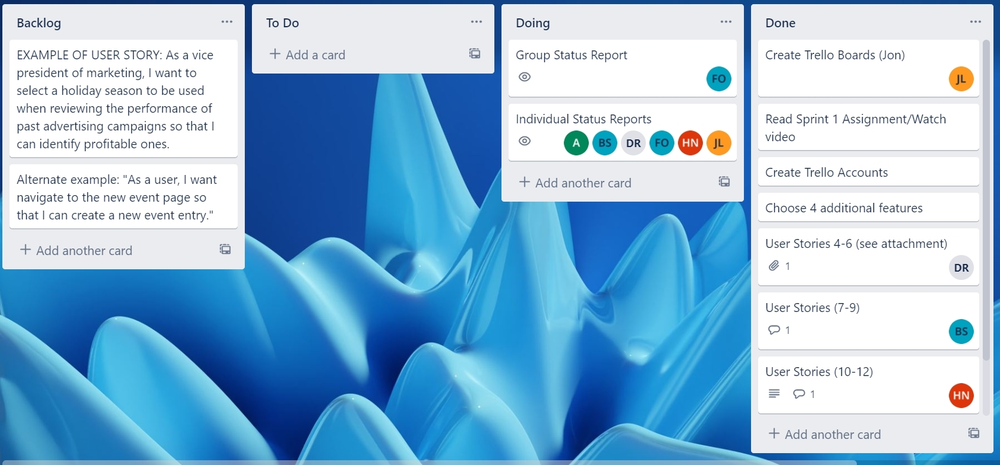 Backlog
EXAMPLE OF USER STORY: As a vice
president of marketing, I want to
select a holiday season to be used
when reviewing the performance of
past advertising campaigns so that I
can identify profitable ones.
Alternate example: "As a user, I want
navigate to the new event page so
that I can create a new event entry."
+ Add another card
To Do
+ Add a card
Doing
Group Status Report
FO
Individual Status Reports
A BS DR FO HN JL
+ Add another card
Done
Create Trello Boards (Jon)
JL
Read Sprint 1 Assignment/Watch
video
Create Trello Accounts
Choose 4 additional features
User Stories 4-6 (see attachment)
1 DR
User Stories (7-9)
1 BS
User Stories (10-12)
1 HN
+ Add another card